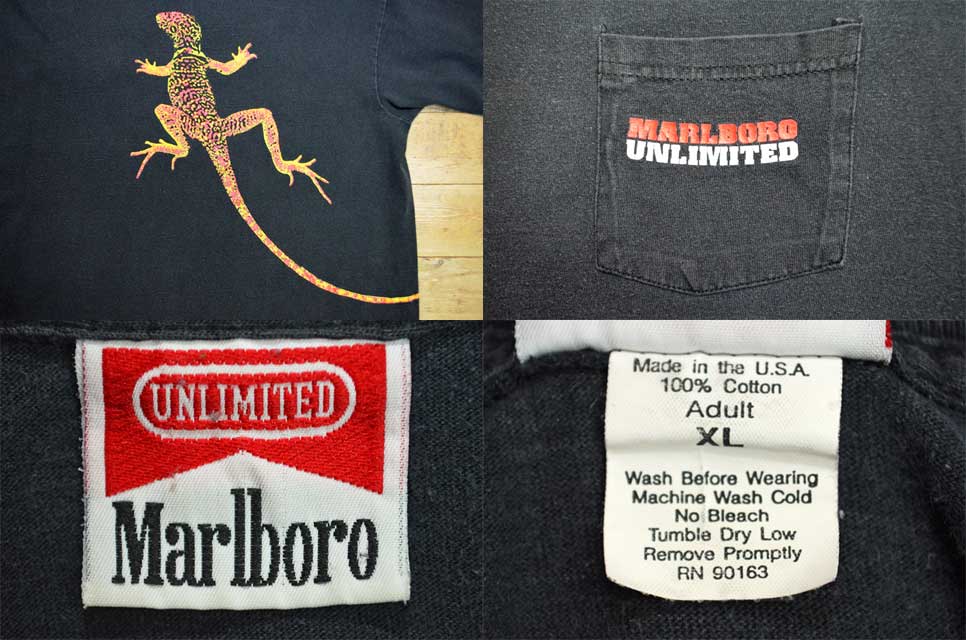 MARLBORO
UNLIMITED
UNLIMITED
Marlboro
Made in the U.S.A.
100% Cotton
Adult
XL
Wash Before Wearing
Machine Wash Cold
No Bleach
Tumble Dry Low
Remove Promptly
RN 90163